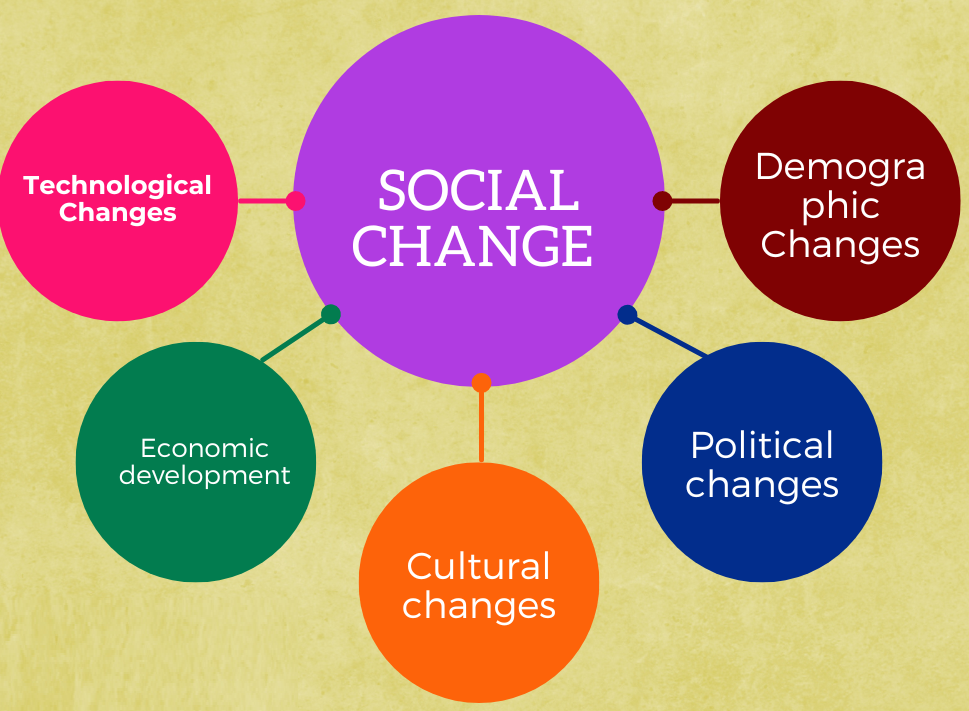 SOCIAL
CHANGE
Technological
Changes
Demogra
phic
Changes
Economic
development
Political
changes
Cultural
changes